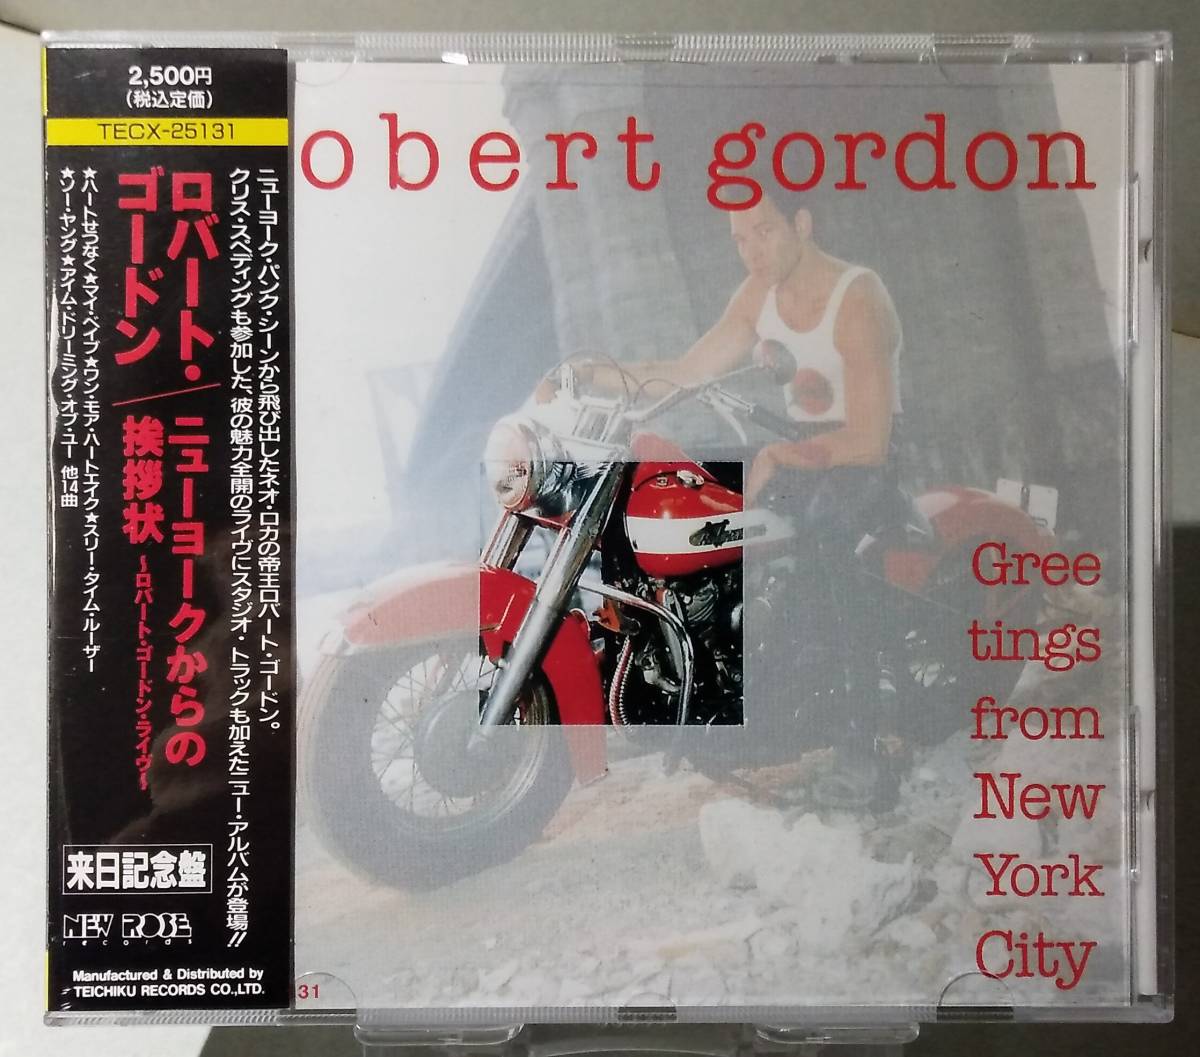 2,500円
(税込定価)
TECX-25131
ニューヨーク・パンク・シーンから飛び出したネオ・ロカの帝王ロバート・ゴードン。
クリス・スペディングも参加した、彼の魅力全開のライヴにスタジオ・トラックも加えたニュー・アルバムが登場!!
ロバート・
ゴードン
ニューヨークからの
挨拶状
〜ロバート・ゴードン・ライヴ〜
★ハートせつなく★マイ・ベイブ★ワン・モア・ハートエイク★スリー・タイム・ルーザー
★ソー・ヤング★アイム・ドリーミング・オブ・ユー 他14曲
来日記念盤
NEW ROSE
records
Manufactured & Distributed by
TEICHIKU RECORDS CO.,LTD.
obert gordon
Gree
tings
from
New
York
City
31